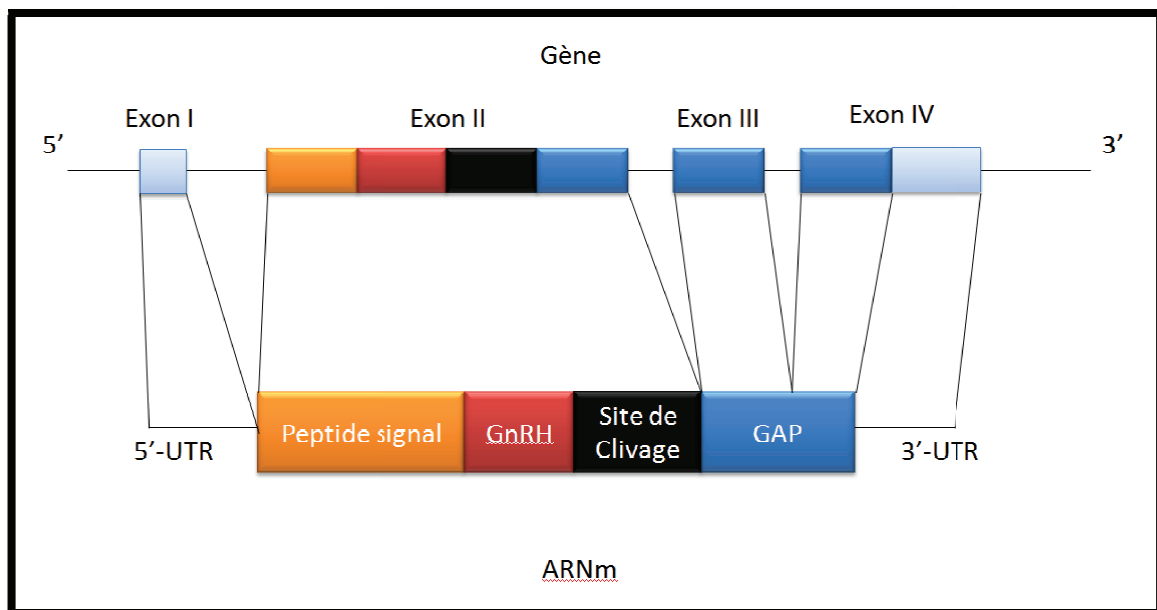 Gène
Exon I
Exon II
Exon III
Exon IV
5’
3’
Peptide signal
GnRH
Site de
Clivage
GAP
5’-UTR
3’-UTR
ARNm